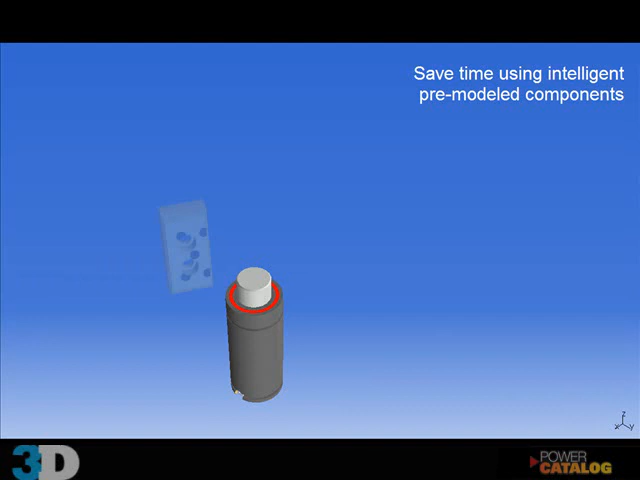 Save time using intelligent
pre-modeled components
z
x
y
3D
POWER
CATALOG